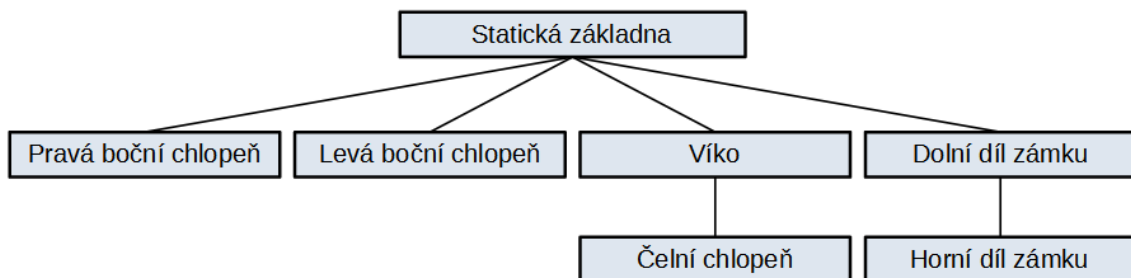 Statická základna
Pravá boční chlopeň
Levá boční chlopeň
Víko
Dolní díl zámku
Čelní chlopeň
Horní díl zámku